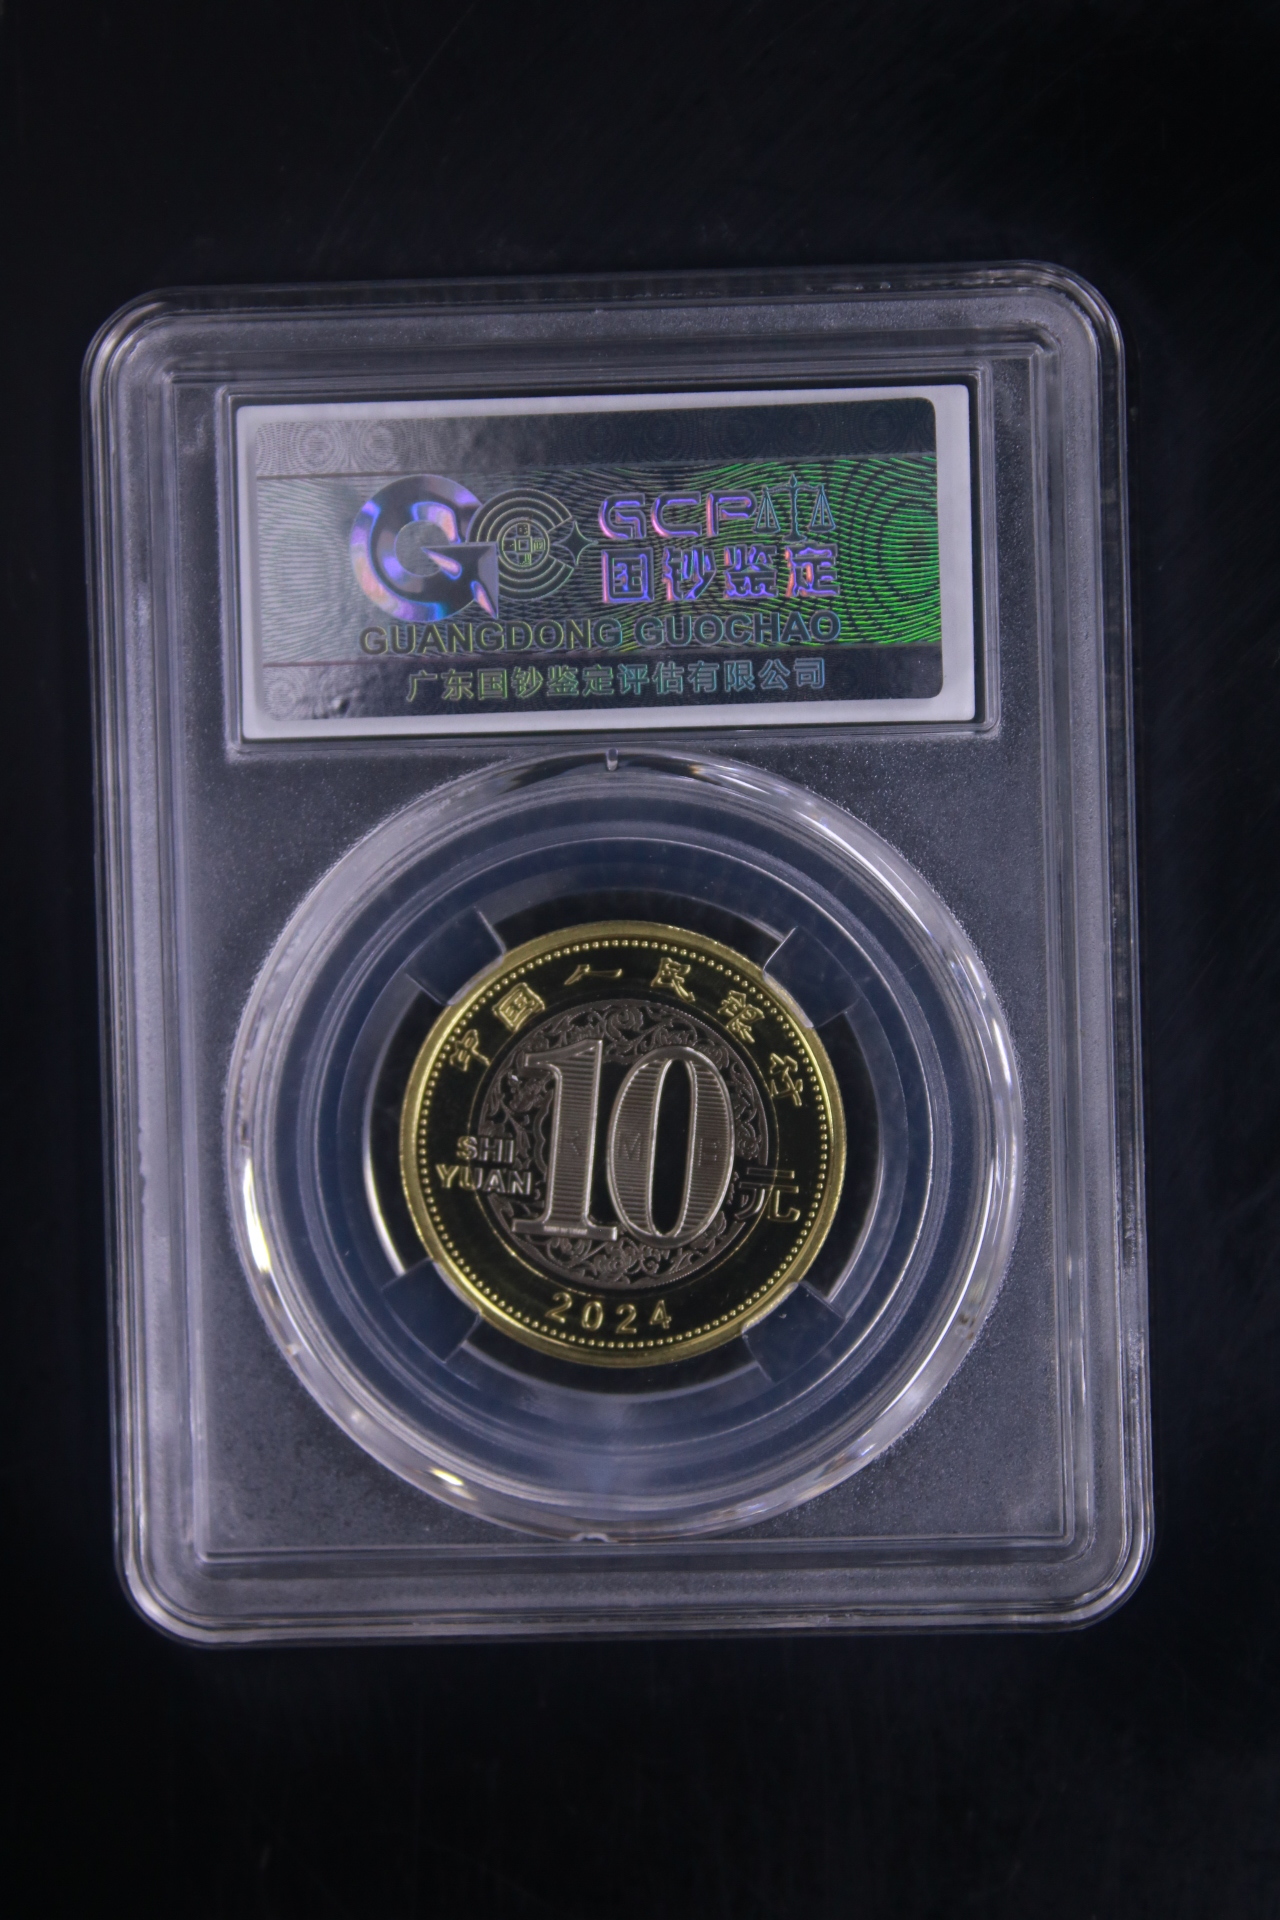 GCP
国钞鉴定
GUANGDONG GUOCHAO
广东国钞鉴定评估有限公司
中国人民银行
10
RMB
SHI
YUAN
元
2024